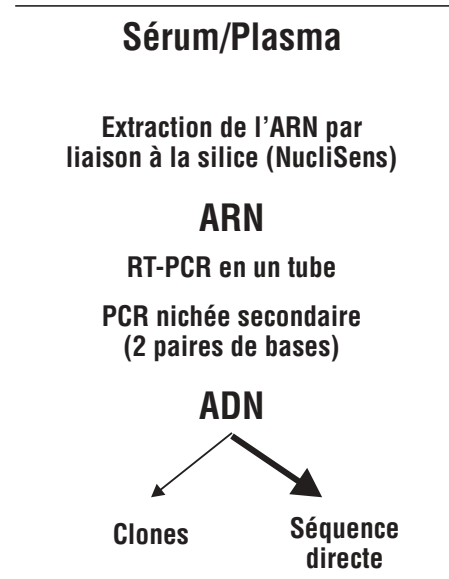 Sérum/Plasma
Extraction de l'ARN par
liaison à la silice (NucliSens)
ARN
RT-PCR en un tube
PCR nichée secondaire
(2 paires de bases)
ADN
Clones
Séquence
directe